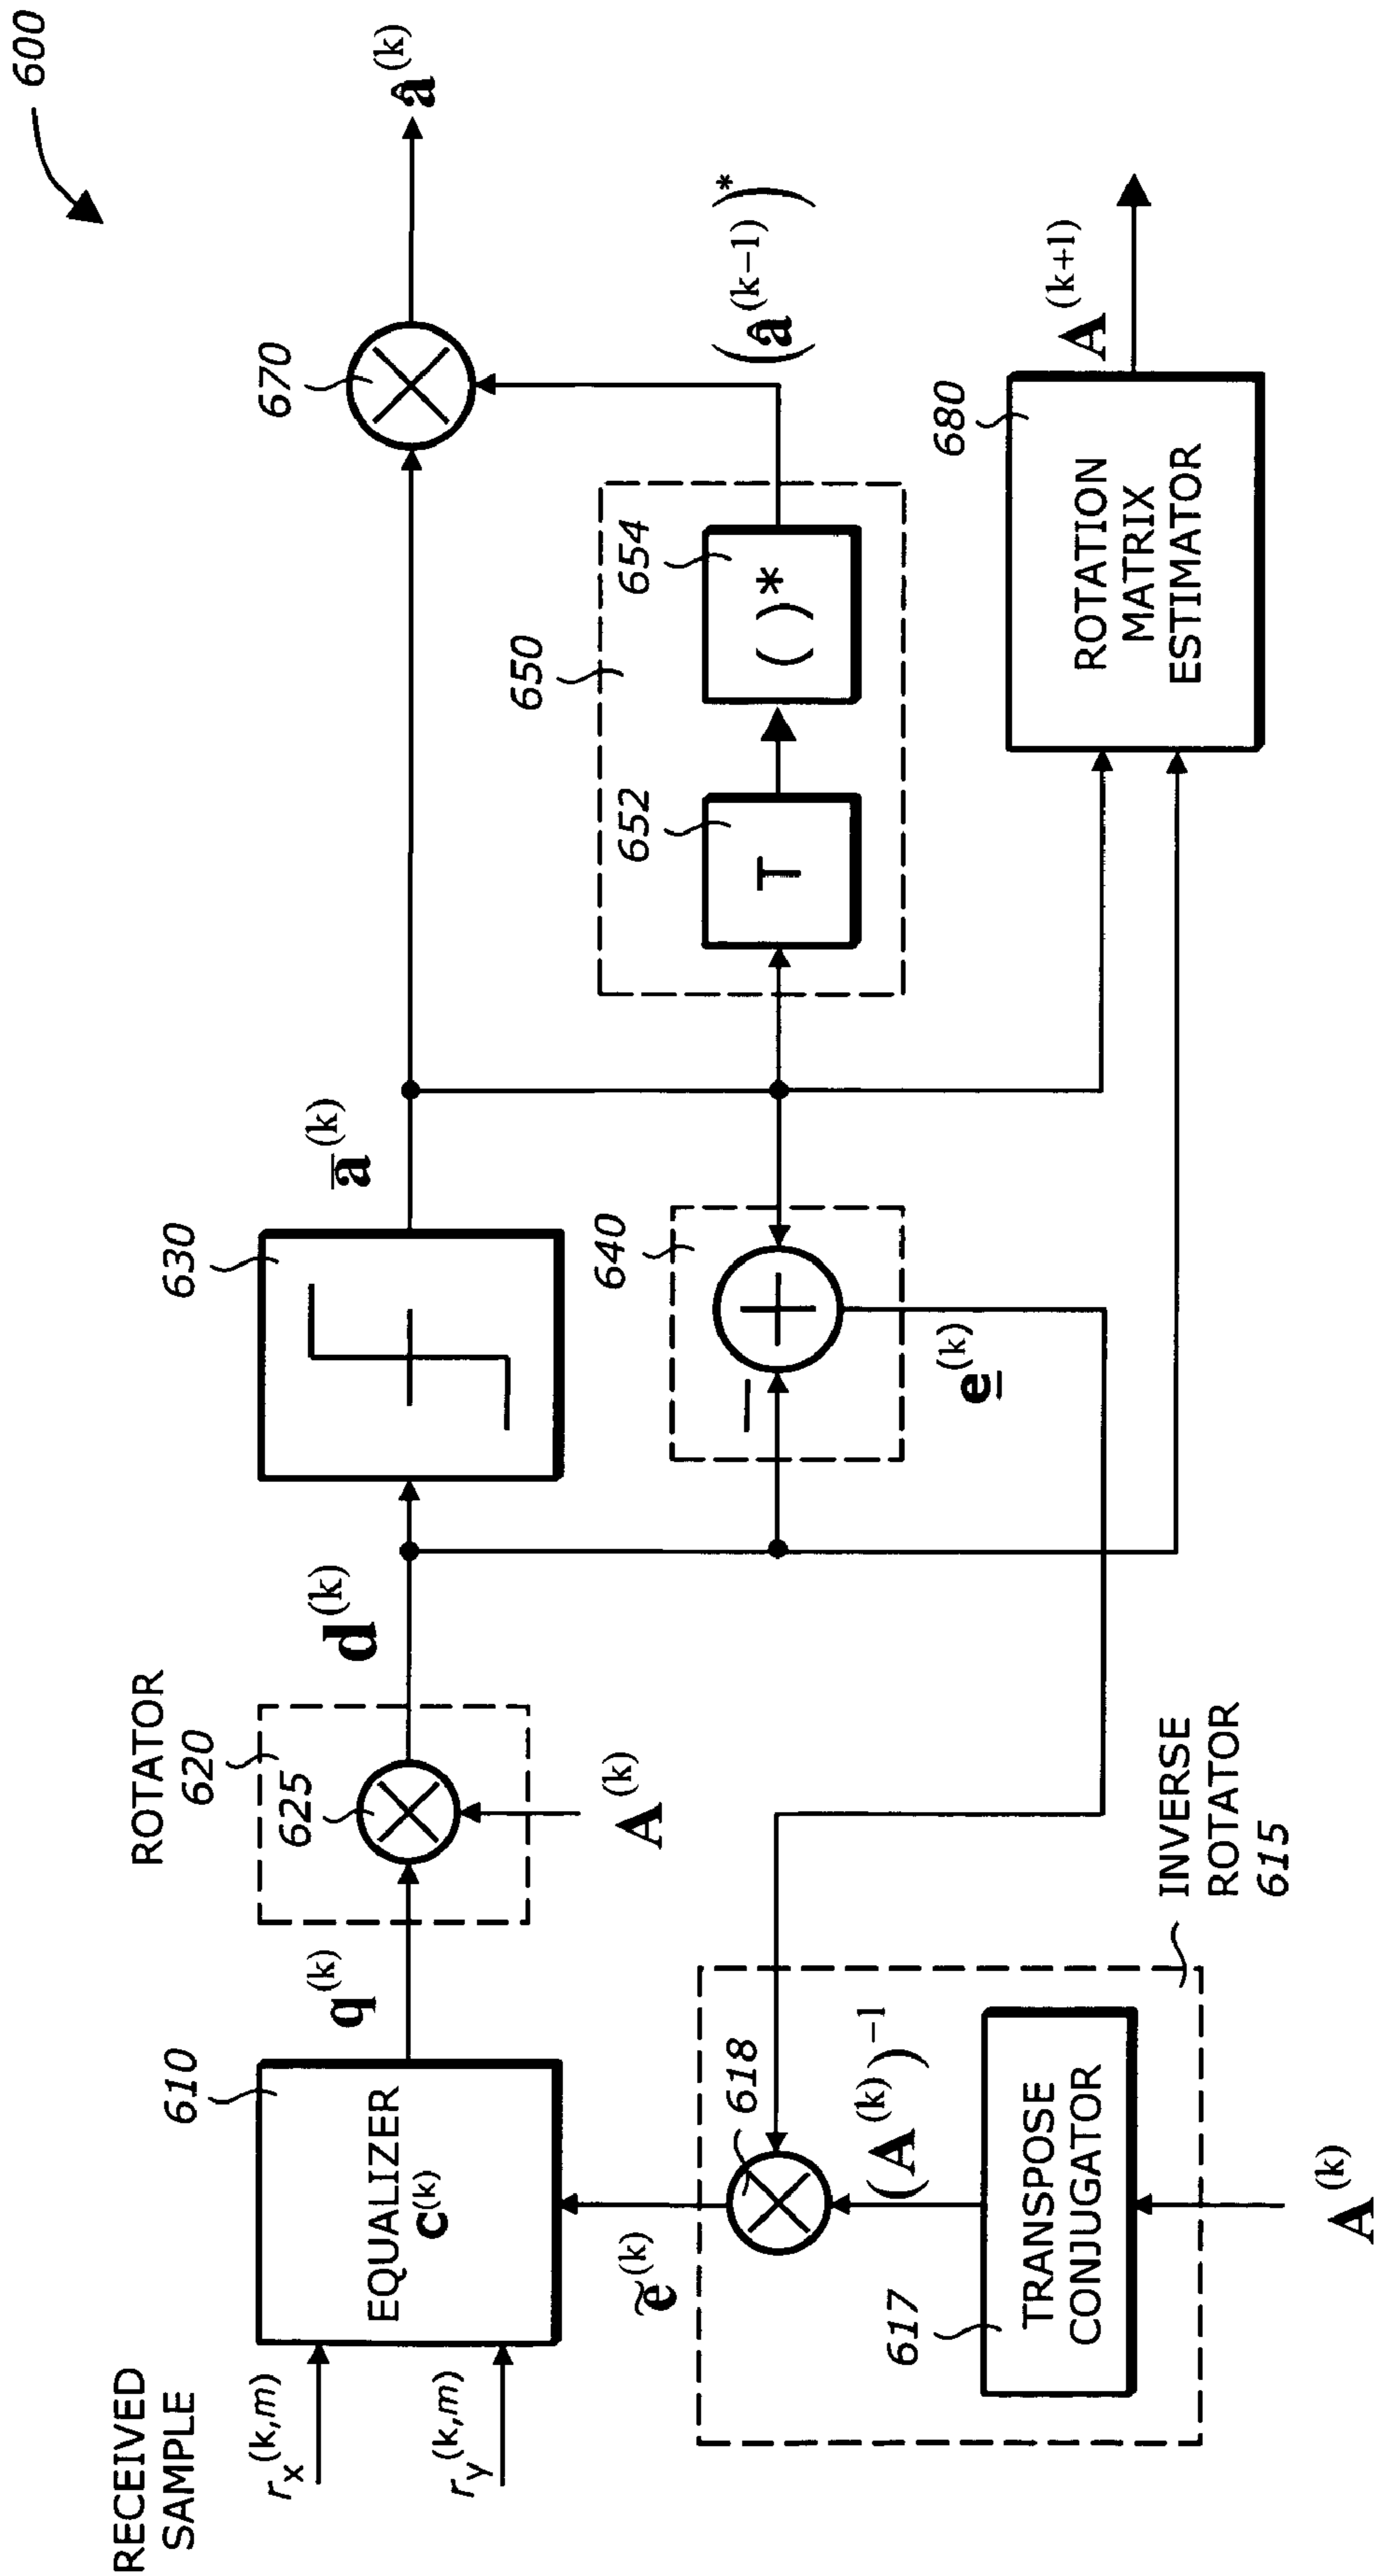 600
RECEIVED
SAMPLE
r_x^(k,m)
r_y^(k,m)
610
EQUALIZER
C^(k)
q^(k)
ROTATOR
620
625
A^(k)
d^(k)
630
a̅^(k)
670
â^(k)
640
−
e̲^(k)
650
652
T
654
( )*
(â^(k−1))*
680
ROTATION
MATRIX
ESTIMATOR
A^(k+1)
ẽ^(k)
618
(A^(k))^−1
617
TRANSPOSE
CONJUGATOR
A^(k)
INVERSE
ROTATOR
615